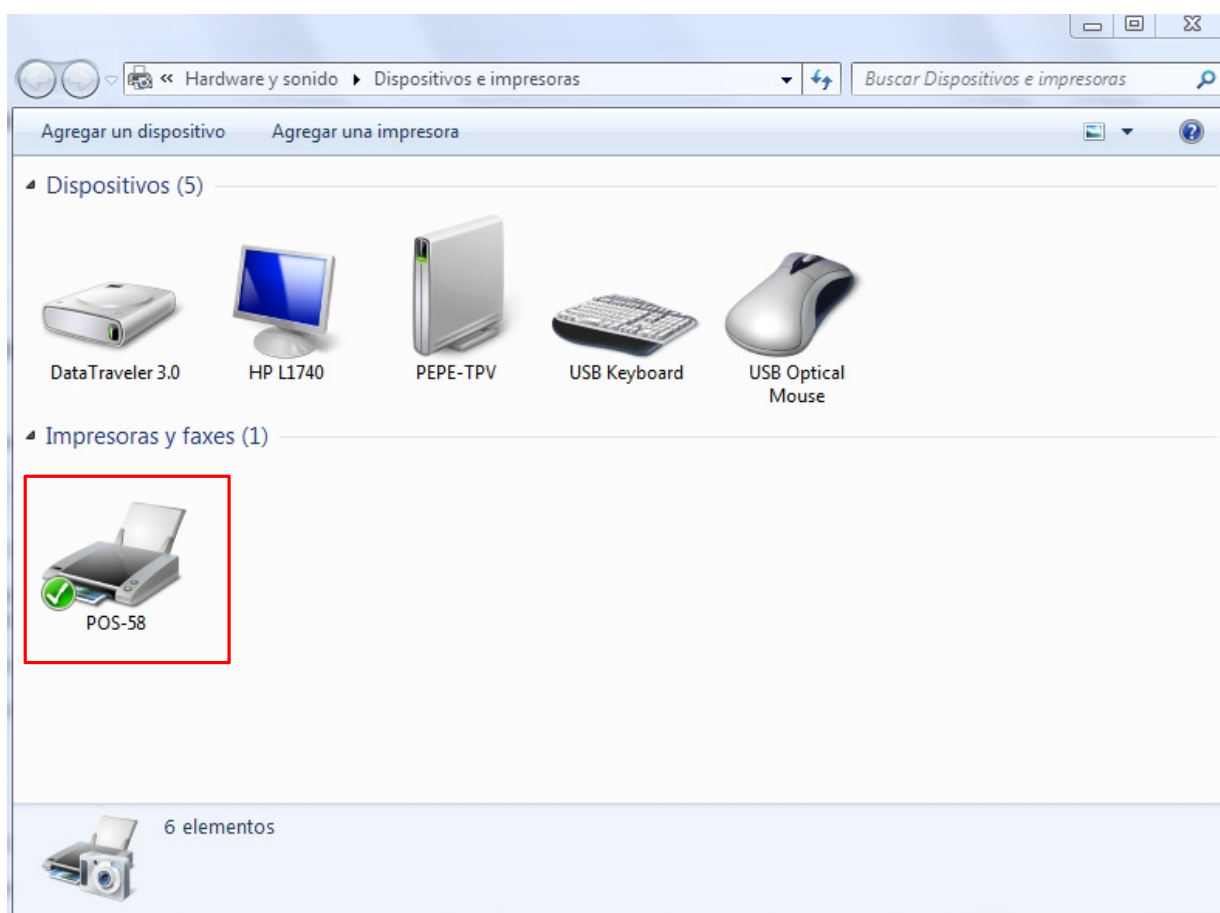 « Hardware y sonido ▸ Dispositivos e impresoras
Buscar Dispositivos e impresoras
Agregar un dispositivo Agregar una impresora
Dispositivos (5)
DataTraveler 3.0
HP L1740
PEPE-TPV
USB Keyboard
USB Optical
Mouse
Impresoras y faxes (1)
POS-58
6 elementos